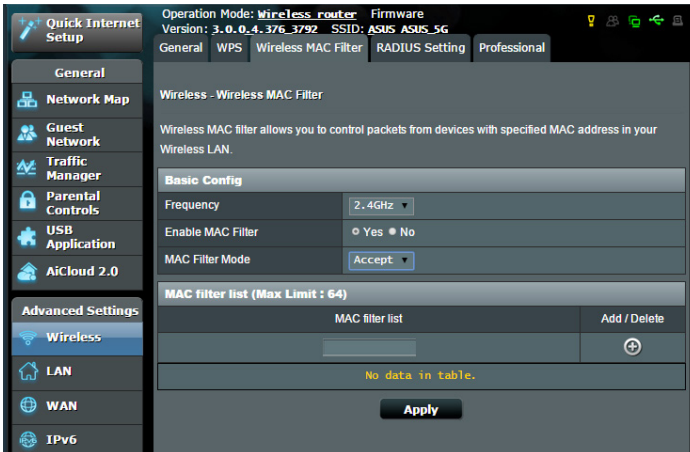 Quick Internet
Setup
Operation Mode: Wireless router Firmware
Version: 3.0.0.4.376_3792 SSID: ASUS ASUS_5G
General WPS Wireless MAC Filter RADIUS Setting Professional
General
Network Map
Guest
Network
Traffic
Manager
Parental
Controls
USB
Application
AiCloud 2.0
Advanced Settings
Wireless
LAN
WAN
IPv6
Wireless - Wireless MAC Filter
Wireless MAC filter allows you to control packets from devices with specified MAC address in your
Wireless LAN.
Basic Config
Frequency 2.4GHz
Enable MAC Filter Yes No
MAC Filter Mode Accept
MAC filter list (Max Limit : 64)
MAC filter list Add / Delete
No data in table.
Apply